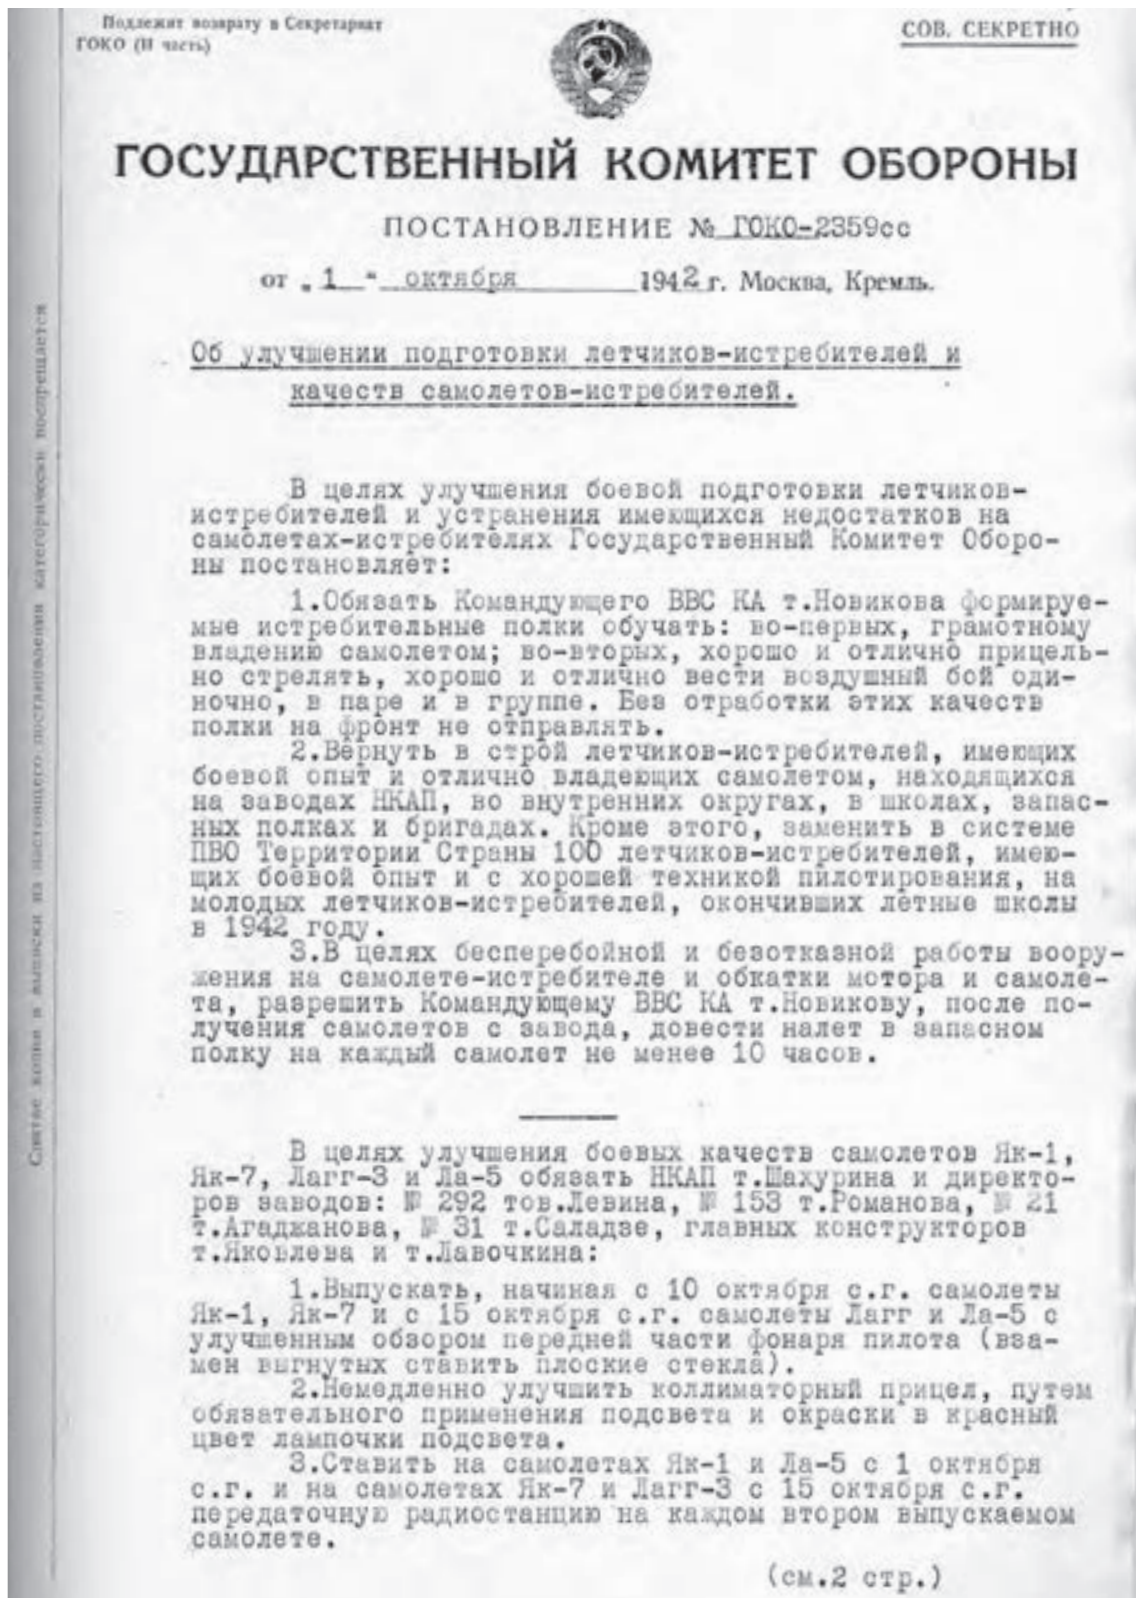 Подлежит возврату в Секретариат
ГОКО (II часть)
СОВ. СЕКРЕТНО
ГОСУДАРСТВЕННЫЙ КОМИТЕТ ОБОРОНЫ
ПОСТАНОВЛЕНИЕ № ГОКО-2359сс
от „ 1 “ октября 1942 г. Москва, Кремль.
Об улучшении подготовки летчиков-истребителей и
качеств самолетов-истребителей.
В целях улучшения боевой подготовки летчиков-
истребителей и устранения имеющихся недостатков на
самолетах-истребителях Государственный Комитет Оборо-
ны постановляет:
1.Обязать Командующего ВВС КА т.Новикова формируе-
мые истребительные полки обучать: во-первых, грамотному
владению самолетом; во-вторых, хорошо и отлично прицель-
но стрелять, хорошо и отлично вести воздушный бой оди-
ночно, в паре и в группе. Без отработки этих качеств
полки на фронт не отправлять.
2.Вернуть в строй летчиков-истребителей, имеющих
боевой опыт и отлично владеющих самолетом, находящихся
на заводах НКАП, во внутренних округах, в школах, запас-
ных полках и бригадах. Кроме этого, заменить в системе
ПВО Территории Страны 100 летчиков-истребителей, имею-
щих боевой опыт и с хорошей техникой пилотирования, на
молодых летчиков-истребителей, окончивших летные школы
в 1942 году.
3.В целях бесперебойной и безотказной работы воору-
жения на самолете-истребителе и обкатки мотора и самоле-
та, разрешить Командующему ВВС КА т.Новикову, после по-
лучения самолетов с завода, довести налет в запасном
полку на каждый самолет не менее 10 часов.
В целях улучшения боевых качеств самолетов Як-1,
Як-7, Лагг-3 и Ла-5 обязать НКАП т.Шахурина и директо-
ров заводов: № 292 тов.Левина, № 153 т.Романова, № 21
т.Агаджанова, № 31 т.Саладзе, главных конструкторов
т.Яковлева и т.Лавочкина:
1.Выпускать, начиная с 10 октября с.г. самолеты
Як-1, Як-7 и с 15 октября с.г. самолеты Лагг и Ла-5 с
улучшенным обзором передней части фонаря пилота (вза-
мен выгнутых ставить плоские стекла).
2.Немедленно улучшить коллиматорный прицел, путем
обязательного применения подсвета и окраски в красный
цвет лампочки подсвета.
3.Ставить на самолетах Як-1 и Ла-5 с 1 октября
с.г. и на самолетах Як-7 и Лагг-3 с 15 октября с.г.
передаточную радиостанцию на каждом втором выпускаемом
самолете.
(см.2 стр.)
Снятие копии и выписки из настоящего постановления категорически воспрещается